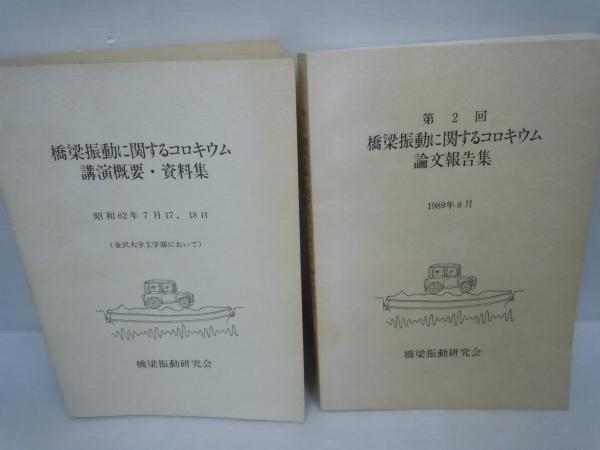 橋梁振動に関するコロキウム
講演概要・資料集
昭和62年7月17，18日
（金沢大学工学部において）
橋梁振動研究会
第2回
橋梁振動に関するコロキウム
論文報告集
1989年8月
橋梁振動研究会